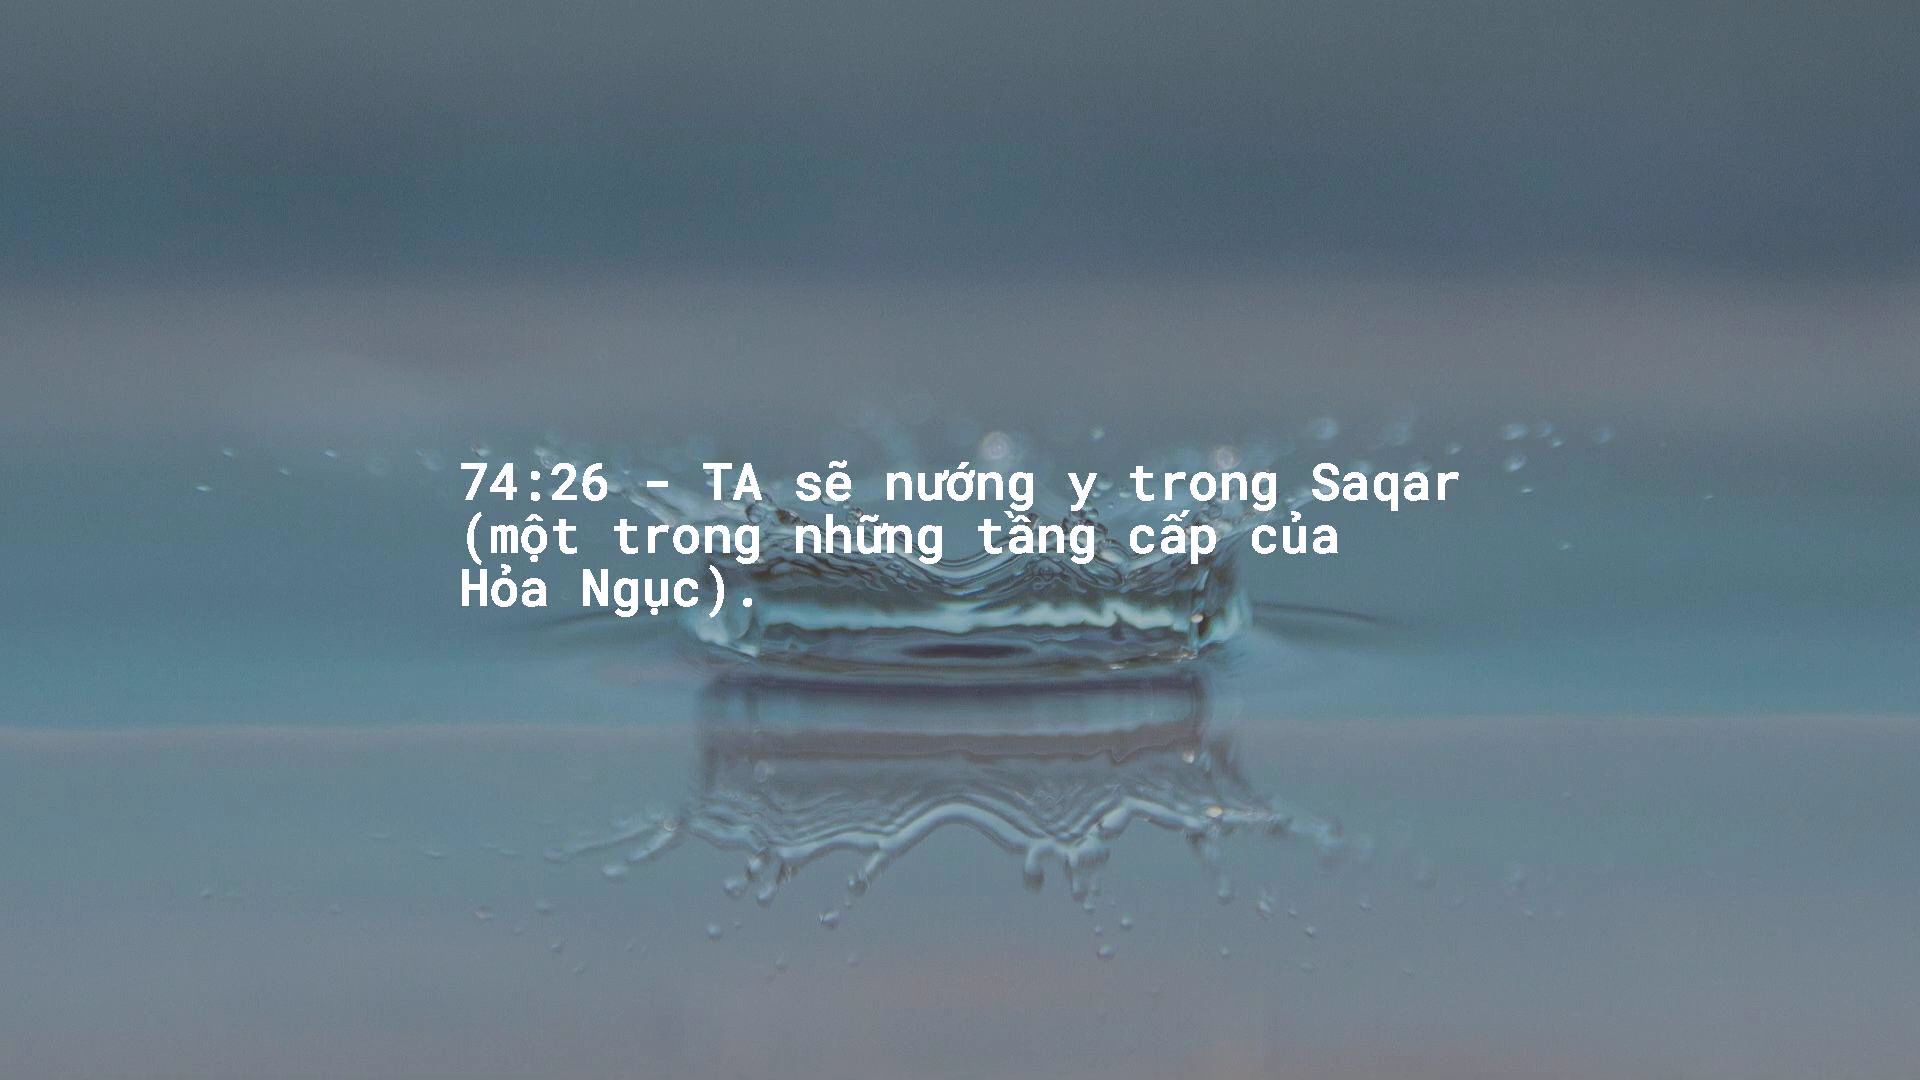 74:26 - TA sẽ nướng y trong Saqar
(một trong những tầng cấp của
Hỏa Ngục).